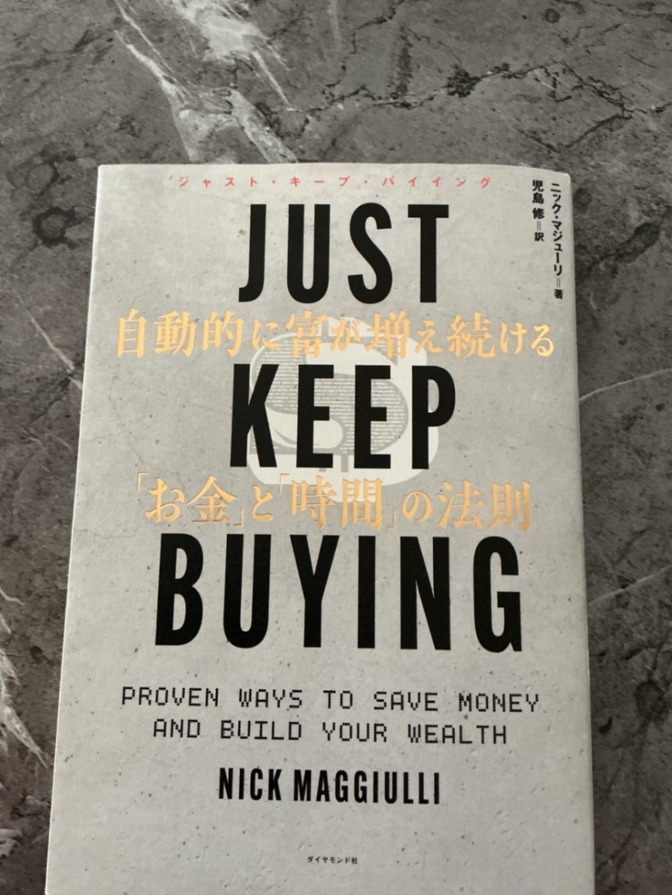 ジャスト・キープ・バイイング
ニック・マジューリ=著
児島 修=訳
JUST
自動的に富が増え続ける
KEEP
「お金」と「時間」の法則
BUYING
PROVEN WAYS TO SAVE MONEY
AND BUILD YOUR WEALTH
NICK MAGGIULLI
ダイヤモンド社